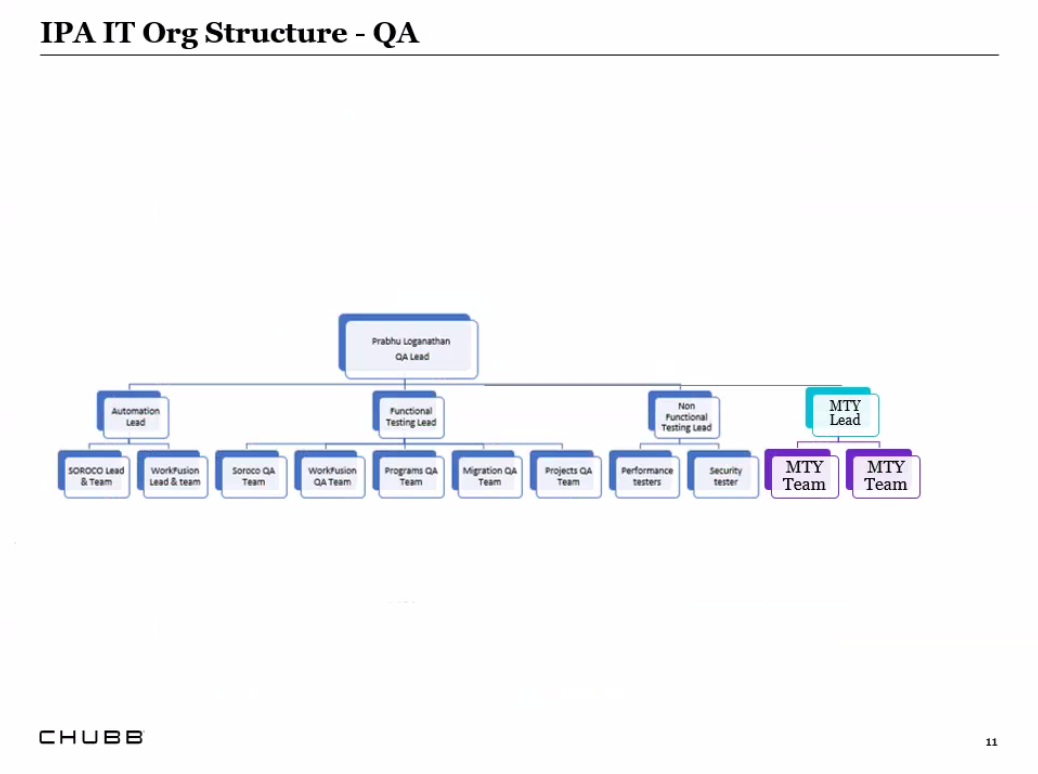 IPA IT Org Structure - QA
Prabhu Loganathan
QA Lead
Automation
Lead
Functional
Testing Lead
Non
Functional
Testing Lead
MTY
Lead
SOROCO Lead
& Team
WorkFusion
Lead & team
Soroco QA
Team
WorkFusion
QA Team
Programs QA
Team
Migration QA
Team
Projects QA
Team
Performance
testers
Security
tester
MTY
Team
MTY
Team
CHUBB
11